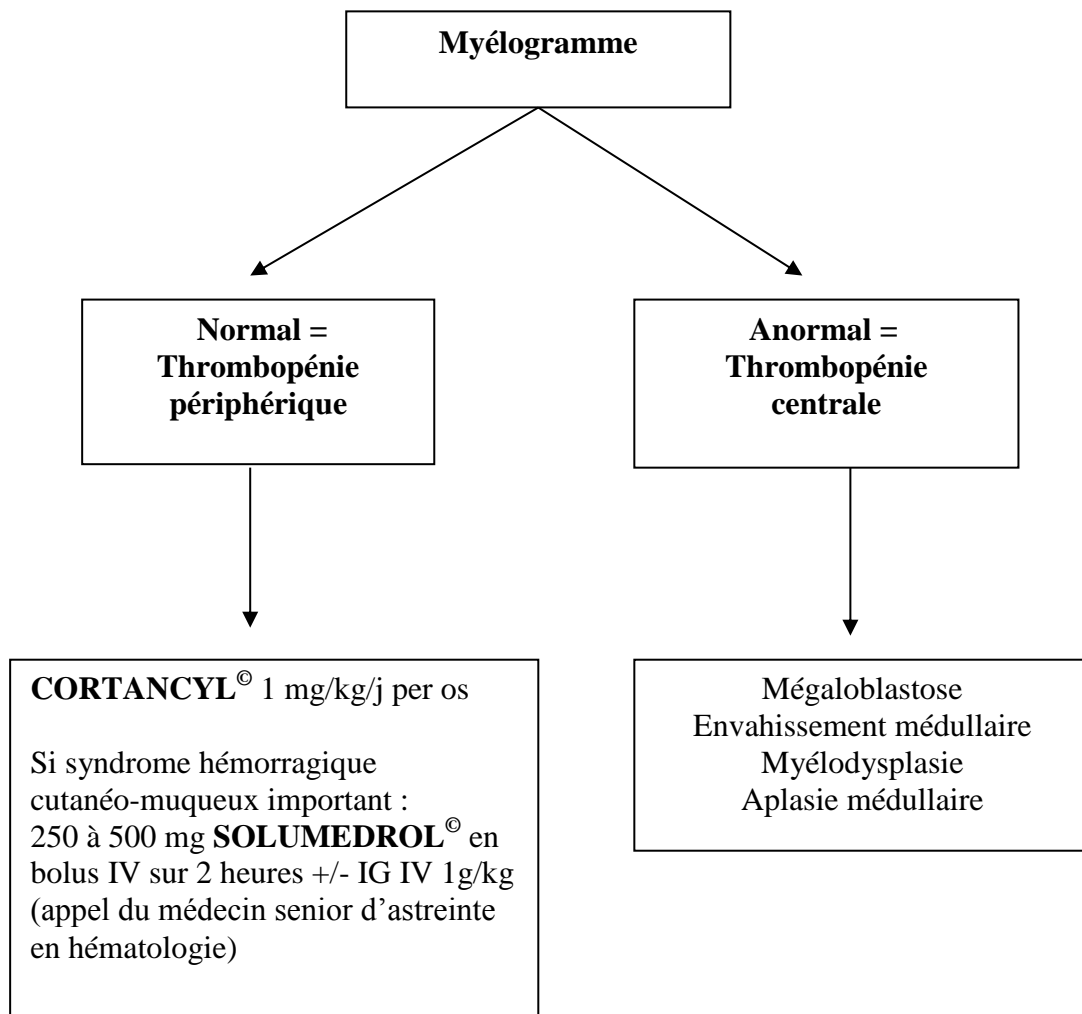 Myélogramme
Normal =
Thrombopénie
périphérique
Anormal =
Thrombopénie
centrale
CORTANCYL© 1 mg/kg/j per os
Si syndrome hémorragique
cutanéo-muqueux important :
250 à 500 mg SOLUMEDROL© en
bolus IV sur 2 heures +/- IG IV 1g/kg
(appel du médecin senior d’astreinte
en hématologie)
Mégaloblastose
Envahissement médullaire
Myélodysplasie
Aplasie médullaire